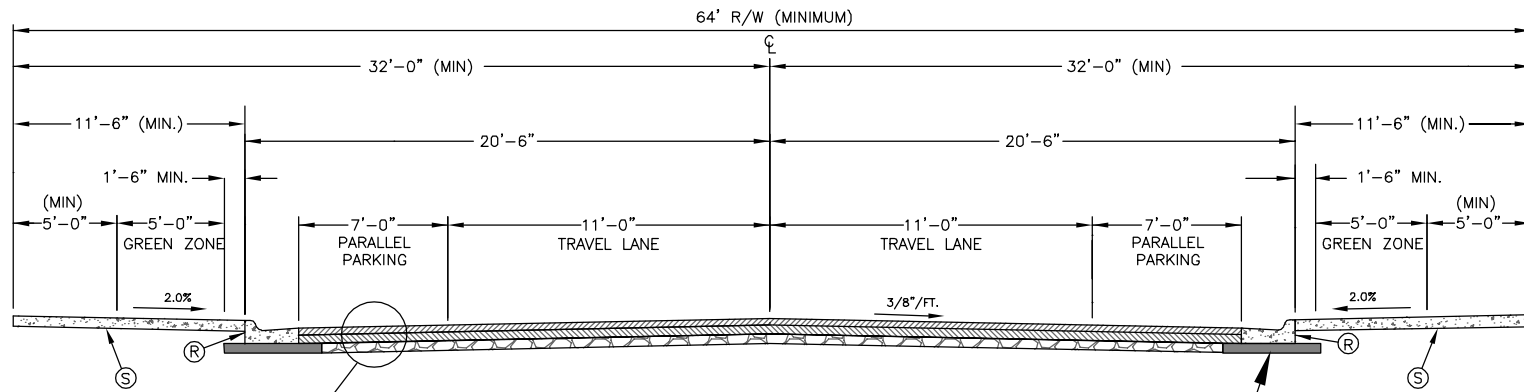 64' R/W (MINIMUM)
℄
32'-0" (MIN) 32'-0" (MIN)
11'-6" (MIN.) 11'-6" (MIN.)
20'-6" 20'-6"
1'-6" MIN. 1'-6" MIN.
(MIN) (MIN)
5'-0" 5'-0" 7'-0" 11'-0" 11'-0" 7'-0" 5'-0" 5'-0"
GREEN ZONE PARALLEL TRAVEL LANE TRAVEL LANE PARALLEL GREEN ZONE
PARKING PARKING
2.0% 3/8"/FT. 2.0%
R R
S S